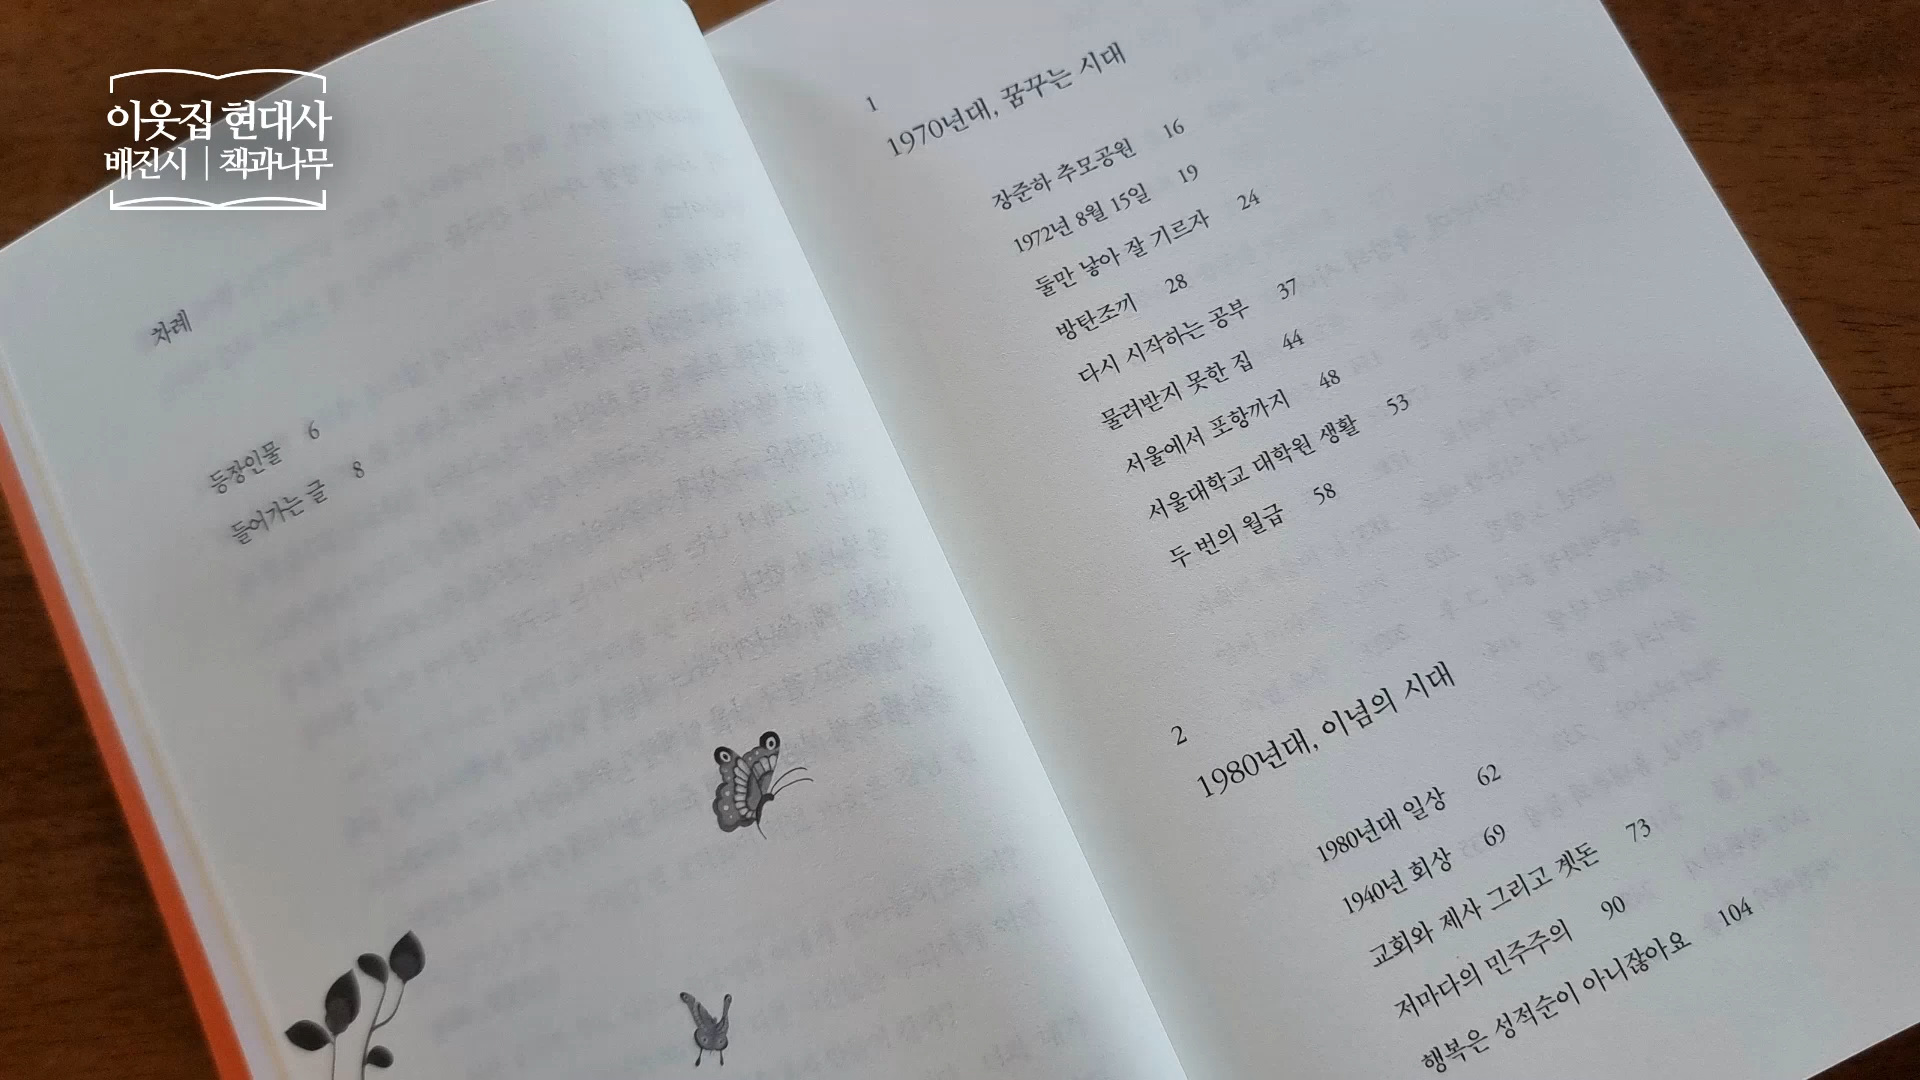 이웃집 현대사
배진시 | 책과나무
차례
등장인물 6
들어가는 글 8
1
1970년대, 꿈꾸는 시대
장준하 추모공원 16
1972년 8월 15일 19
둘만 낳아 잘 기르자 24
방탄조끼 28
다시 시작하는 공부 37
물려받지 못한 집 44
서울에서 포항까지 48
서울대학교 대학원 생활 53
두 번의 월급 58
2
1980년대, 이념의 시대
1980년대 일상 62
1940년 회상 69
교회와 제사 그리고 곗돈 73
저마다의 민주주의 90
행복은 성적순이 아니잖아요 104